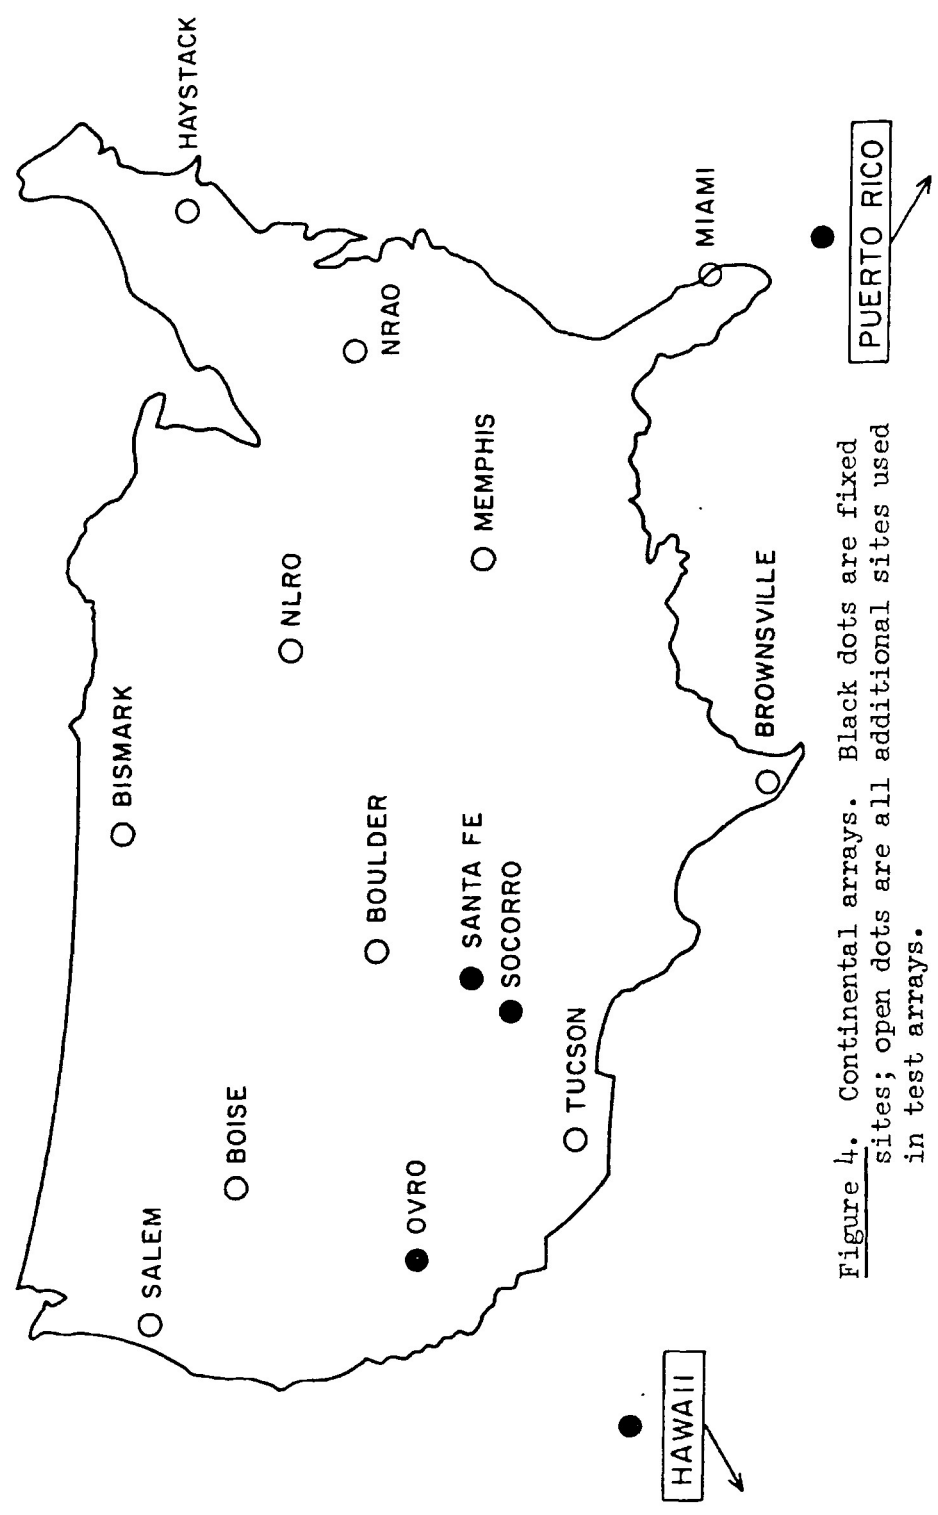 HAYSTACK
SALEM
BISMARK
BOISE
NLRO
NRAO
OVRO
BOULDER
SANTA FE
MEMPHIS
SOCORRO
TUCSON
MIAMI
BROWNSVILLE
HAWAII
PUERTO RICO
Figure 4. Continental arrays. Black dots are fixed
sites; open dots are all additional sites used
in test arrays.